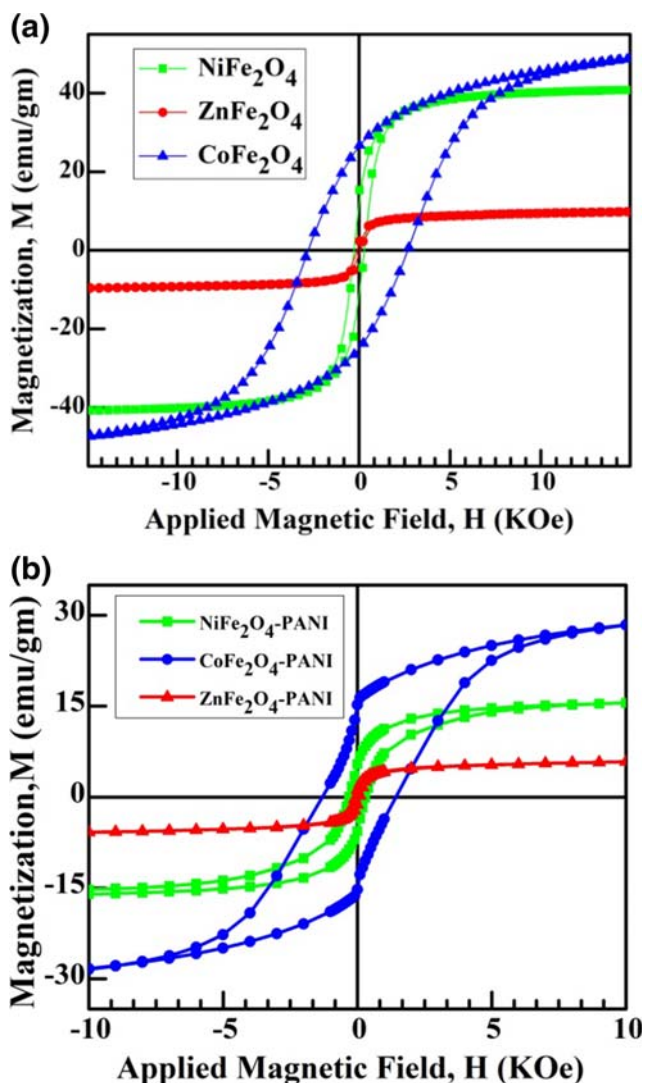 (a)
NiFe2O4
ZnFe2O4
CoFe2O4
Magnetization, M (emu/gm)
40
20
0
-20
-40
-10
-5
0
5
10
Applied Magnetic Field, H (KOe)
(b)
NiFe2O4-PANI
CoFe2O4-PANI
ZnFe2O4-PANI
Magnetization,M (emu/gm)
30
15
0
-15
-30
-10
-5
0
5
10
Applied Magnetic Field, H (KOe)